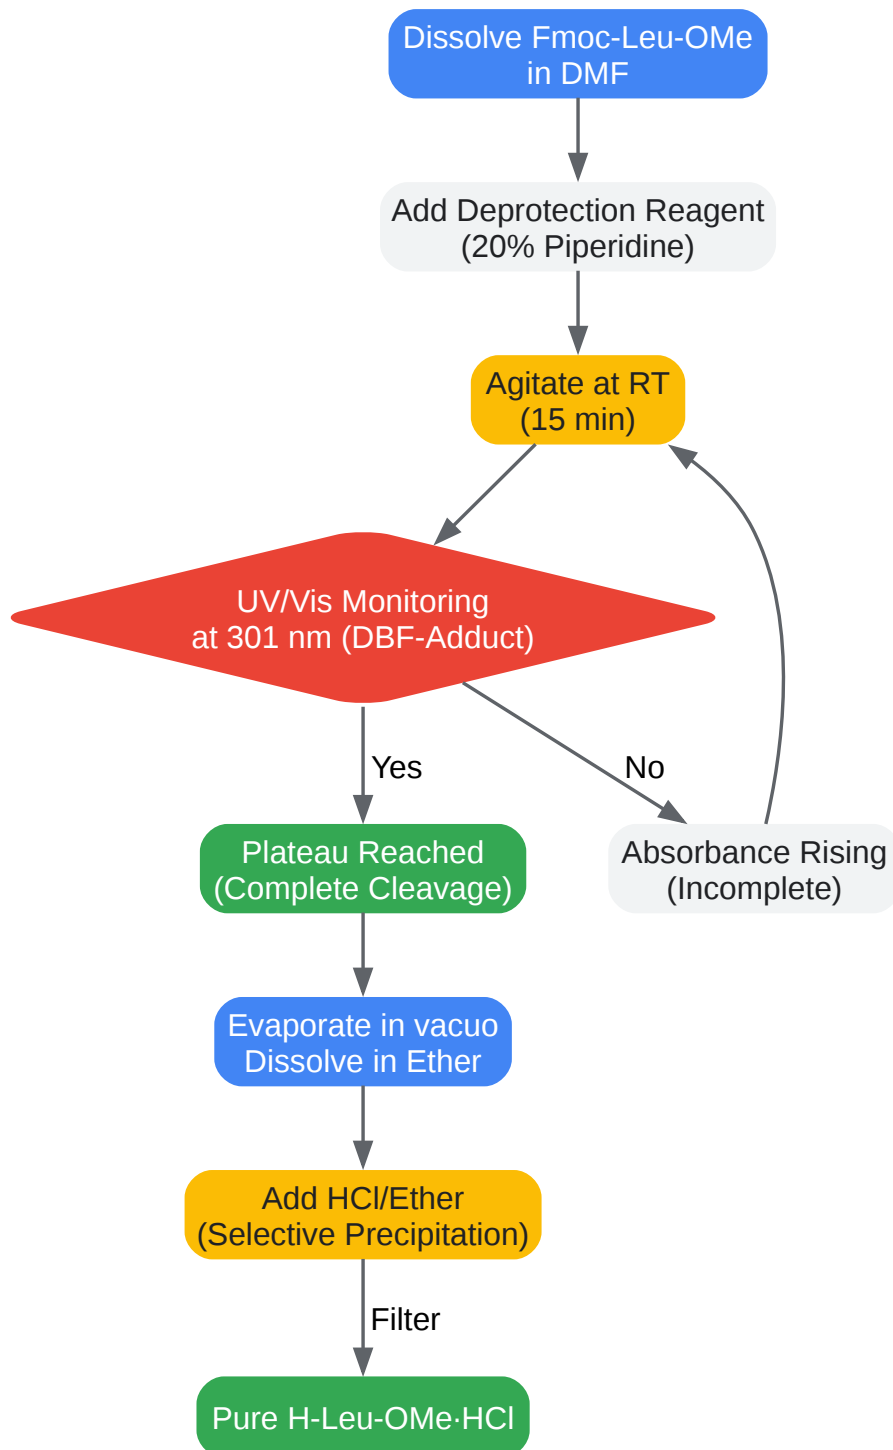 Dissolve Fmoc-Leu-OMe
in DMF
Add Deprotection Reagent
(20% Piperidine)
Agitate at RT
(15 min)
UV/Vis Monitoring
at 301 nm (DBF-Adduct)
Yes
No
Plateau Reached
(Complete Cleavage)
Absorbance Rising
(Incomplete)
Evaporate in vacuo
Dissolve in Ether
Add HCl/Ether
(Selective Precipitation)
Filter
Pure H-Leu-OMe·HCl